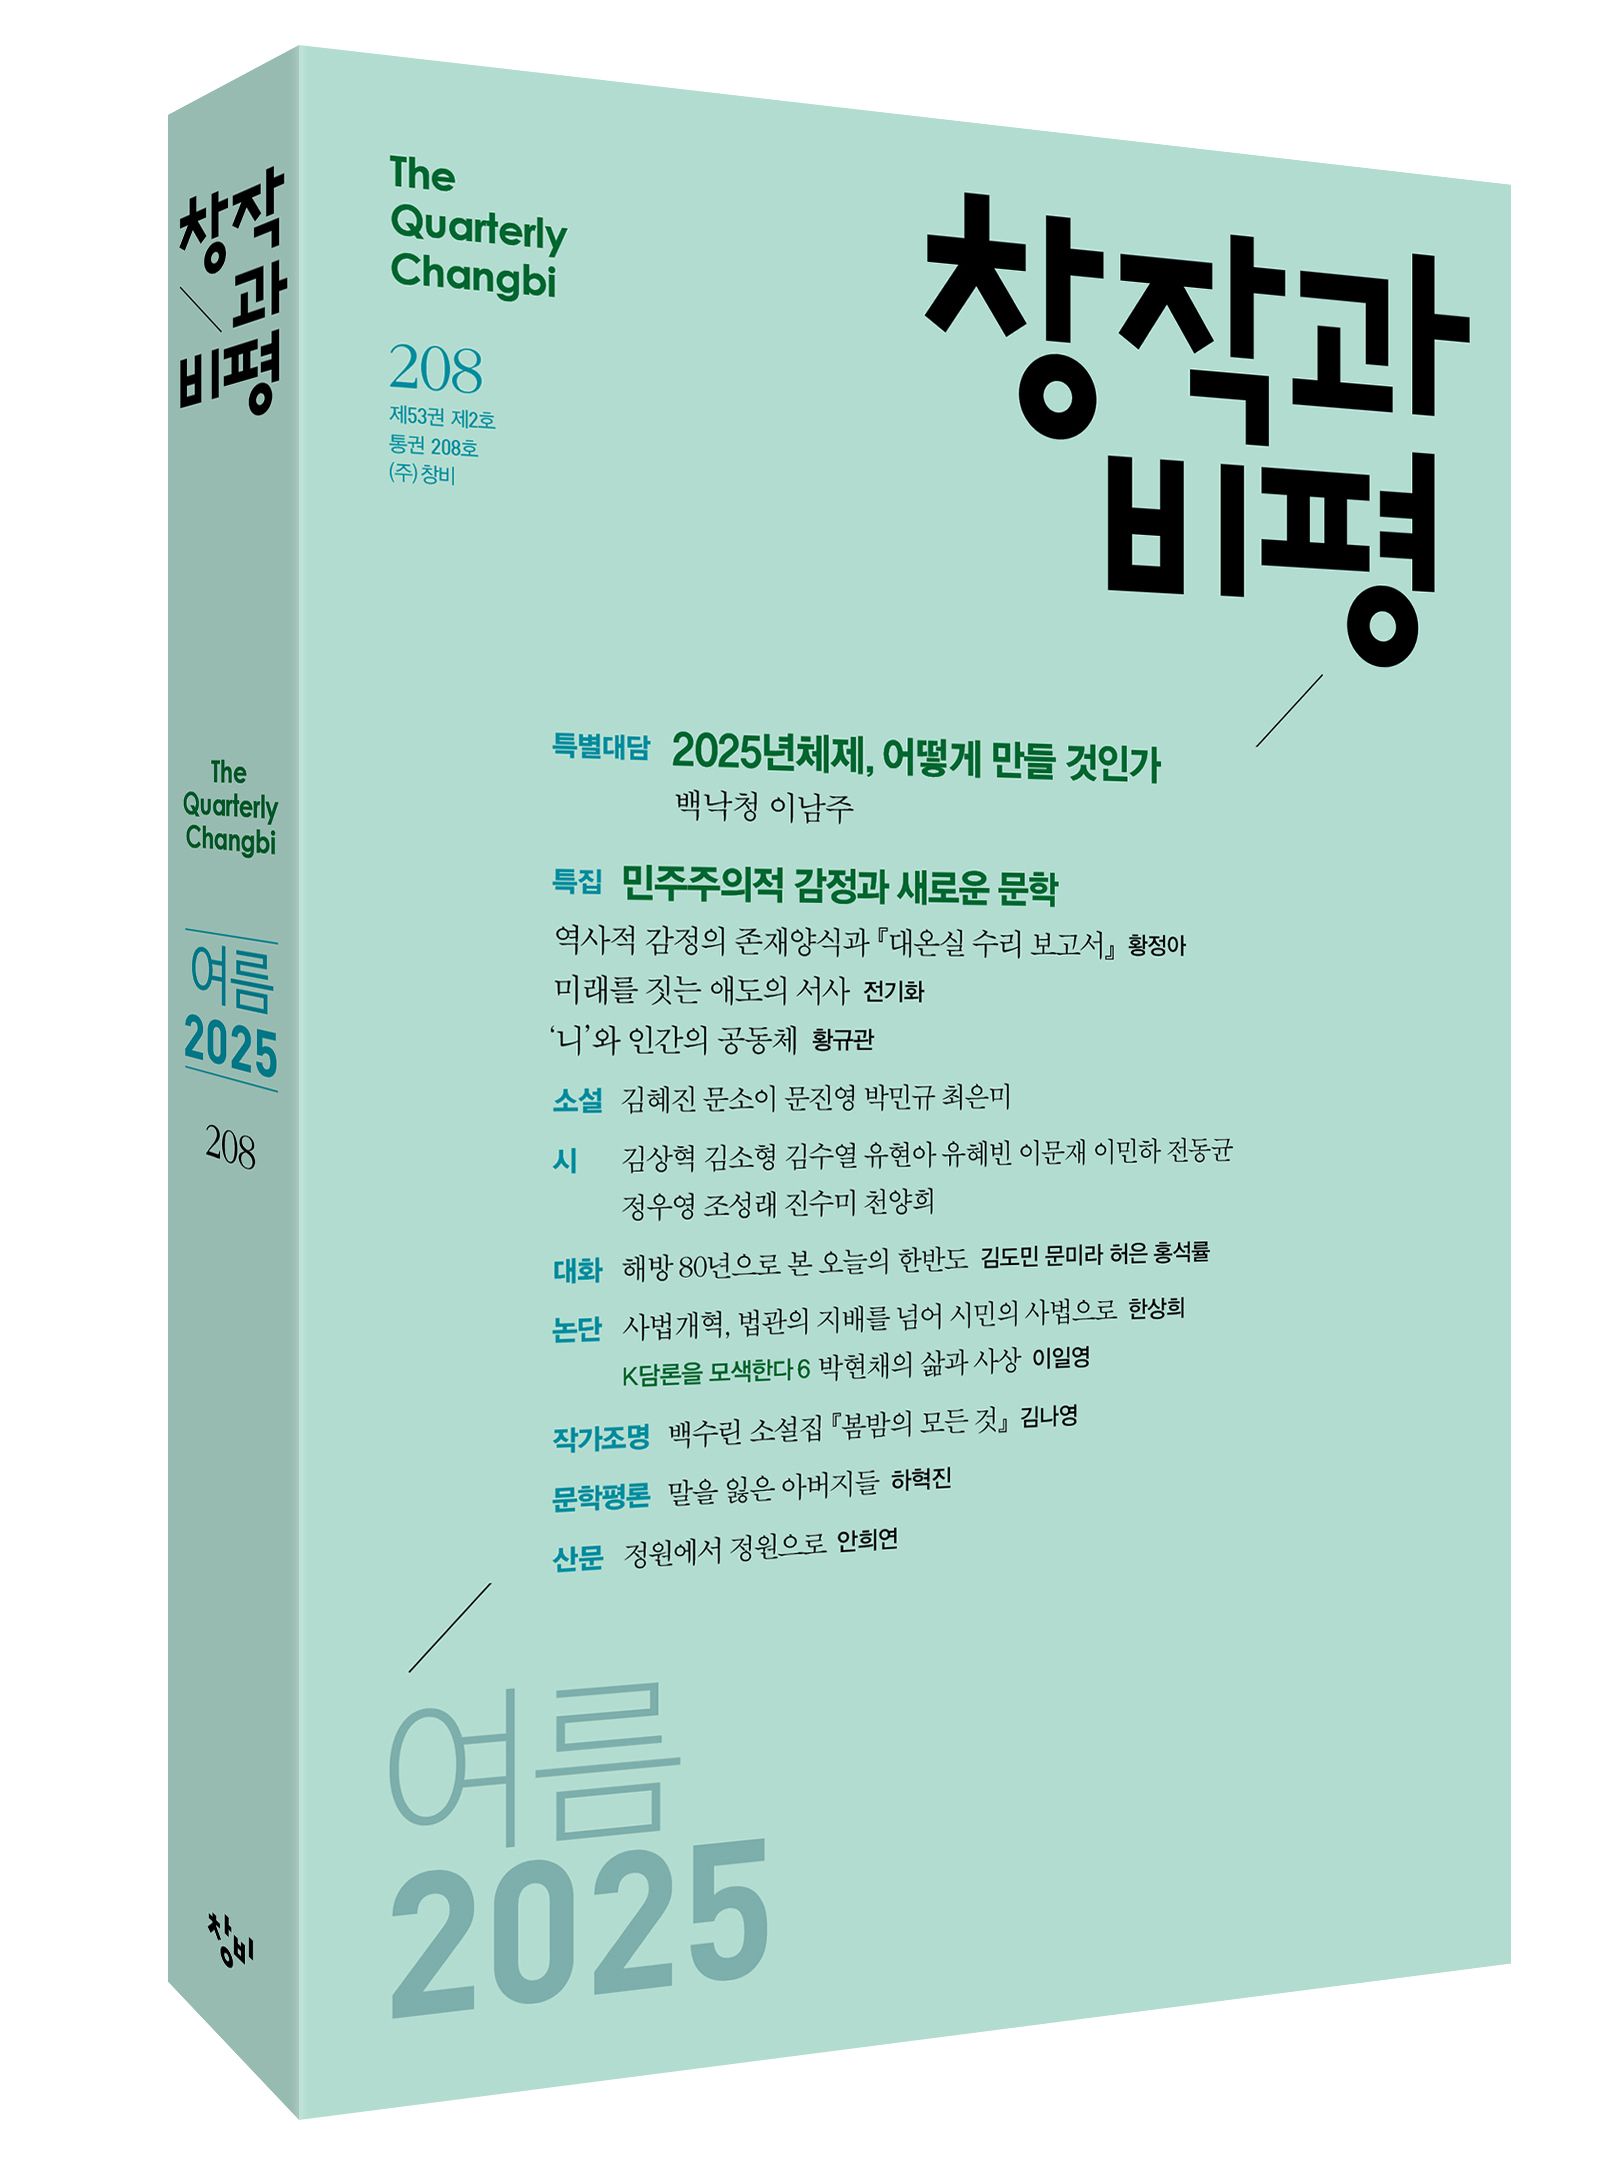 창작
과
비평
The
Quarterly
Changbi
여름
2025
208
창비
The
Quarterly
Changbi
208
제53권 제2호
통권 208호
(주)창비
창작과
비평
특별대담 2025년체제, 어떻게 만들 것인가
백낙청 이남주
특집 민주주의적 감정과 새로운 문학
역사적 감정의 존재양식과 『대온실 수리 보고서』 황정아
미래를 짓는 애도의 서사 전기화
‘니’와 인간의 공동체 황규관
소설 김혜진 문소이 문진영 박민규 최은미
시 김상혁 김소형 김수열 유현아 유혜빈 이문재 이민하 전동균
정우영 조성래 진수미 천양희
대화 해방 80년으로 본 오늘의 한반도 김도민 문미라 허은 홍석률
논단 사법개혁, 법관의 지배를 넘어 시민의 사법으로 한상희
K담론을 모색한다 6 박현채의 삶과 사상 이일영
작가조명 백수린 소설집 『봄밤의 모든 것』 김나영
문학평론 말을 잃은 아버지들 하혁진
산문 정원에서 정원으로 안희연
여름
2025